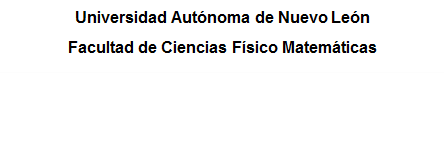 Universidad Autónoma de Nuevo León
Facultad de Ciencias Físico Matemáticas